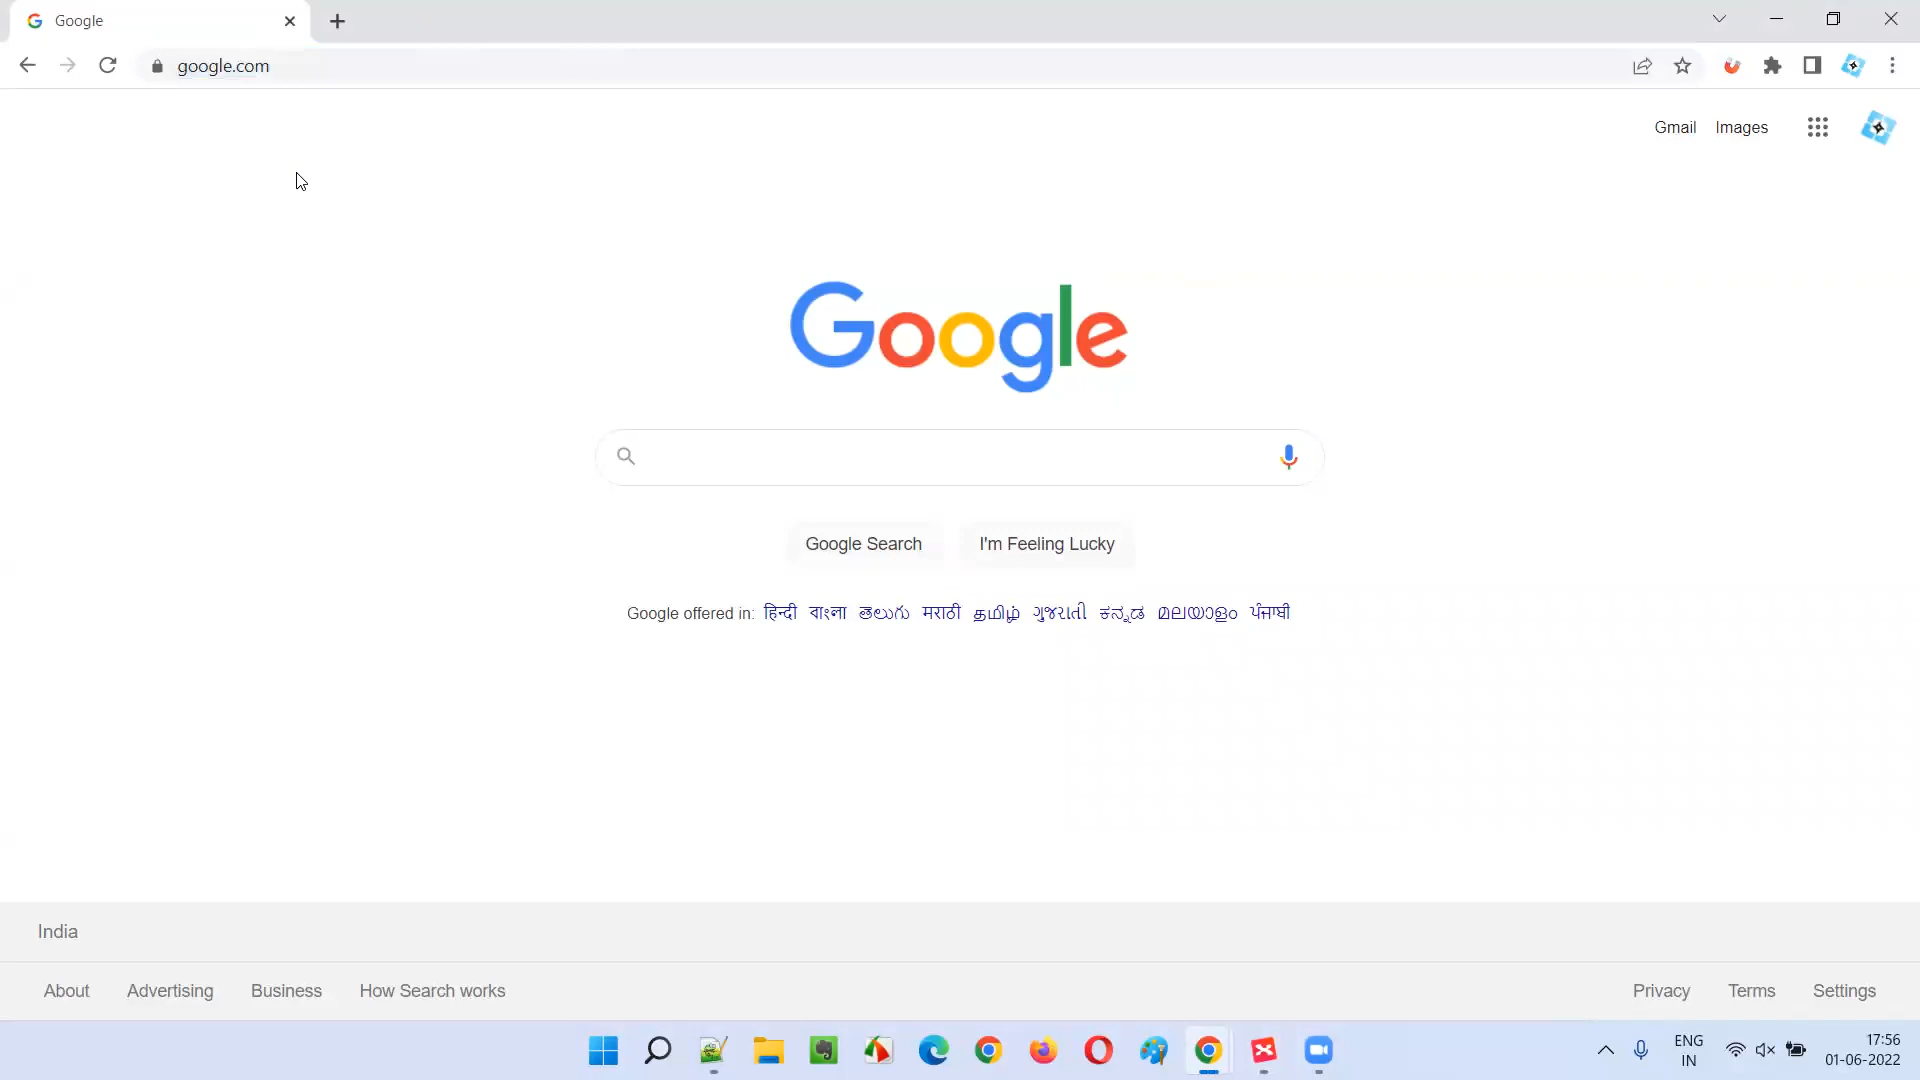 Google
google.com
Gmail Images
Google
Google Search I'm Feeling Lucky
Google offered in: हिन्दी বাংলা తెలుగు मराठी தமிழ் ગુજરાતી ಕನ್ನಡ മലയാളം ਪੰਜਾਬੀ
India
About Advertising Business How Search works Privacy Terms Settings
ENG 17:56
IN 01-06-2022